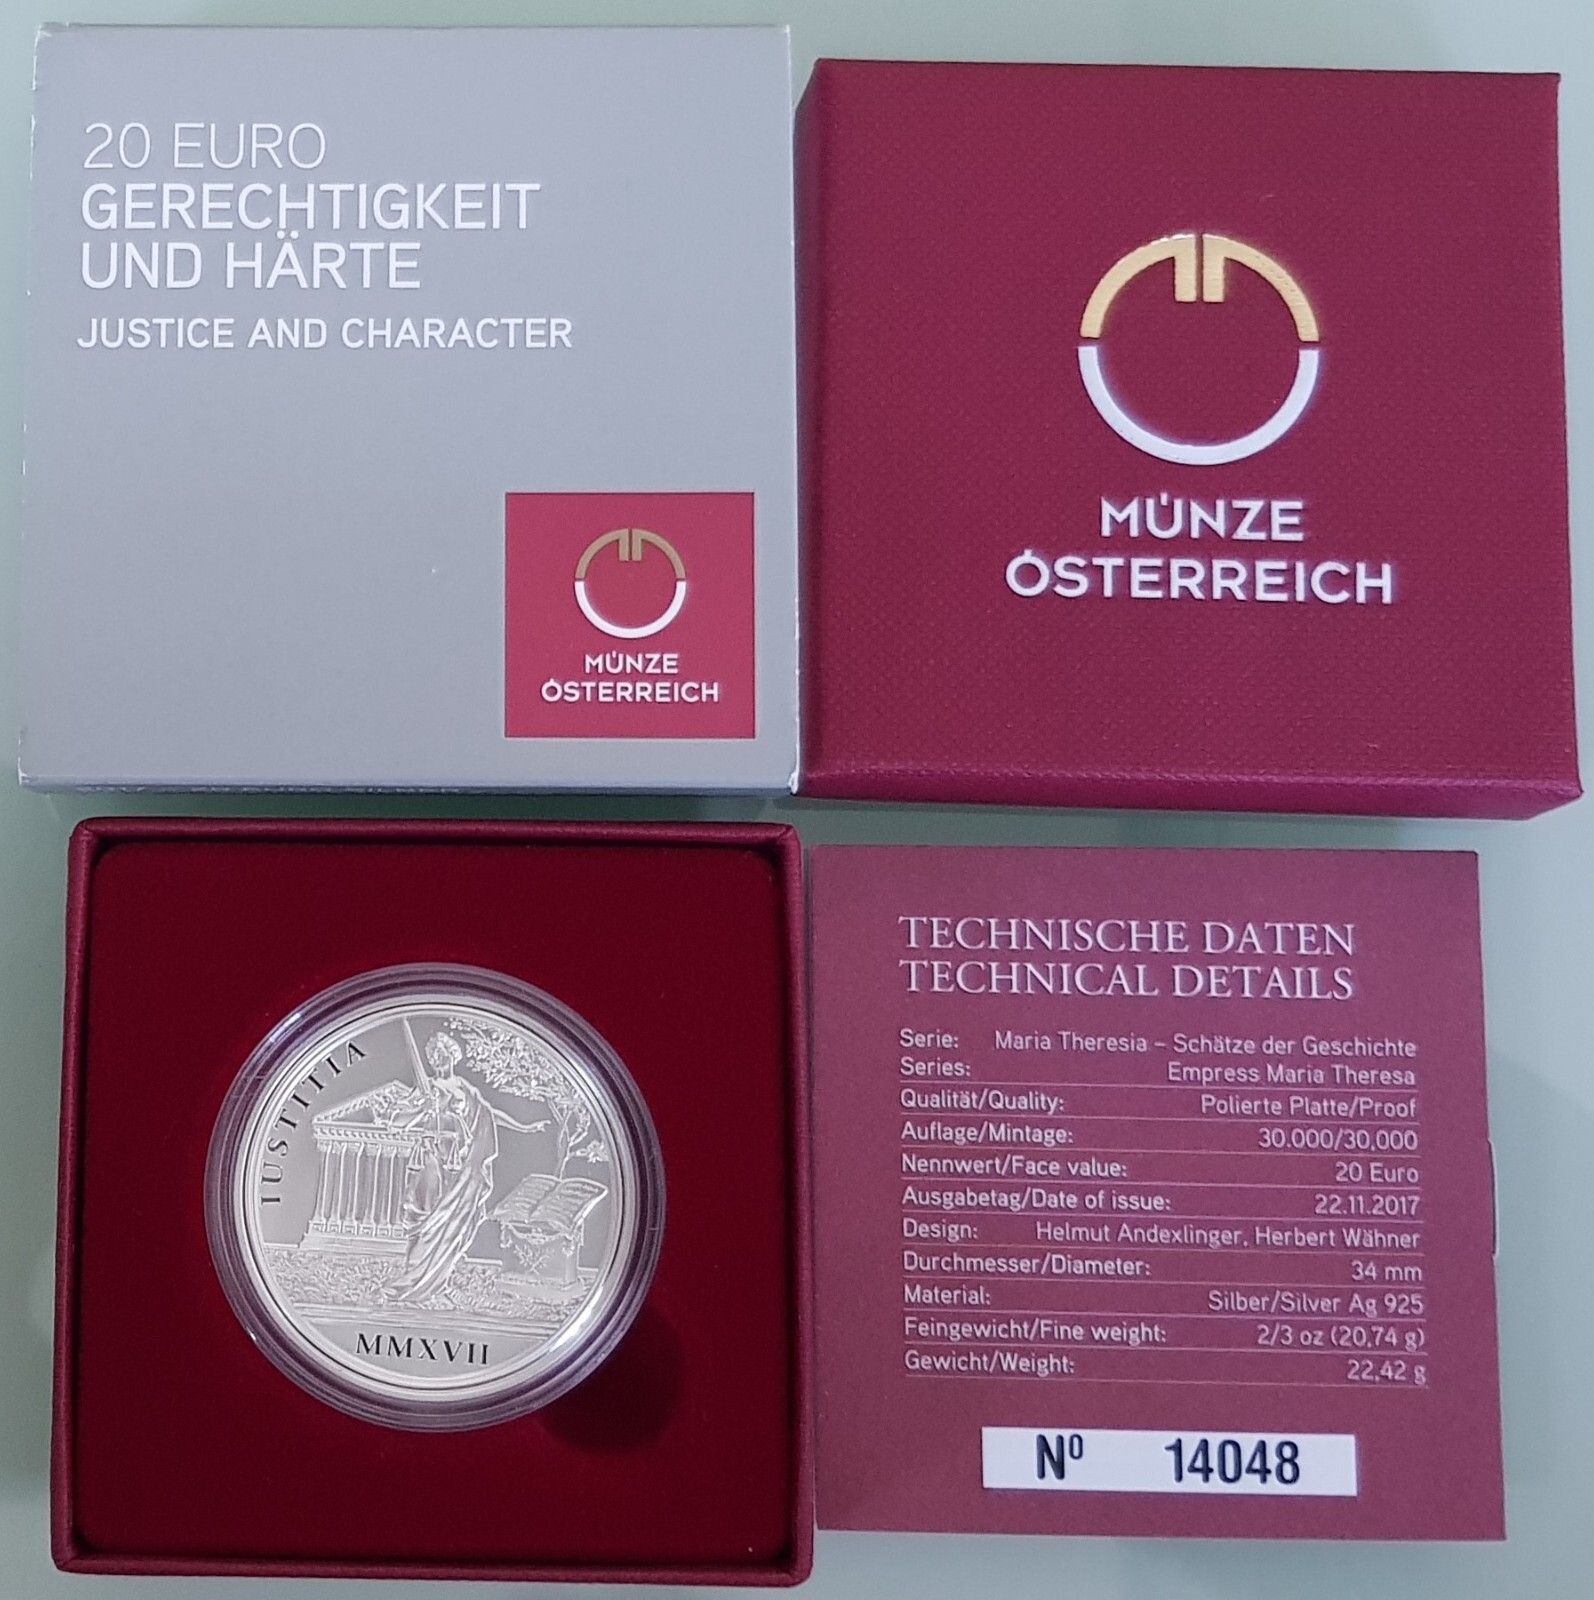 20 EURO
GERECHTIGKEIT
UND HÄRTE
JUSTICE AND CHARACTER
MÜNZE
ÖSTERREICH
MÜNZE
ÖSTERREICH
IUSTITIA
MMXVII
TECHNISCHE DATEN
TECHNICAL DETAILS
Serie: Maria Theresia – Schätze der Geschichte
Series: Empress Maria Theresa
Qualität/Quality: Polierte Platte/Proof
Auflage/Mintage: 30.000/30,000
Nennwert/Face value: 20 Euro
Ausgabetag/Date of issue: 22.11.2017
Design: Helmut Andexlinger, Herbert Wähner
Durchmesser/Diameter: 34 mm
Material: Silber/Silver Ag 925
Feingewicht/Fine weight: 2/3 oz (20,74 g)
Gewicht/Weight: 22,42 g
Nº 14048